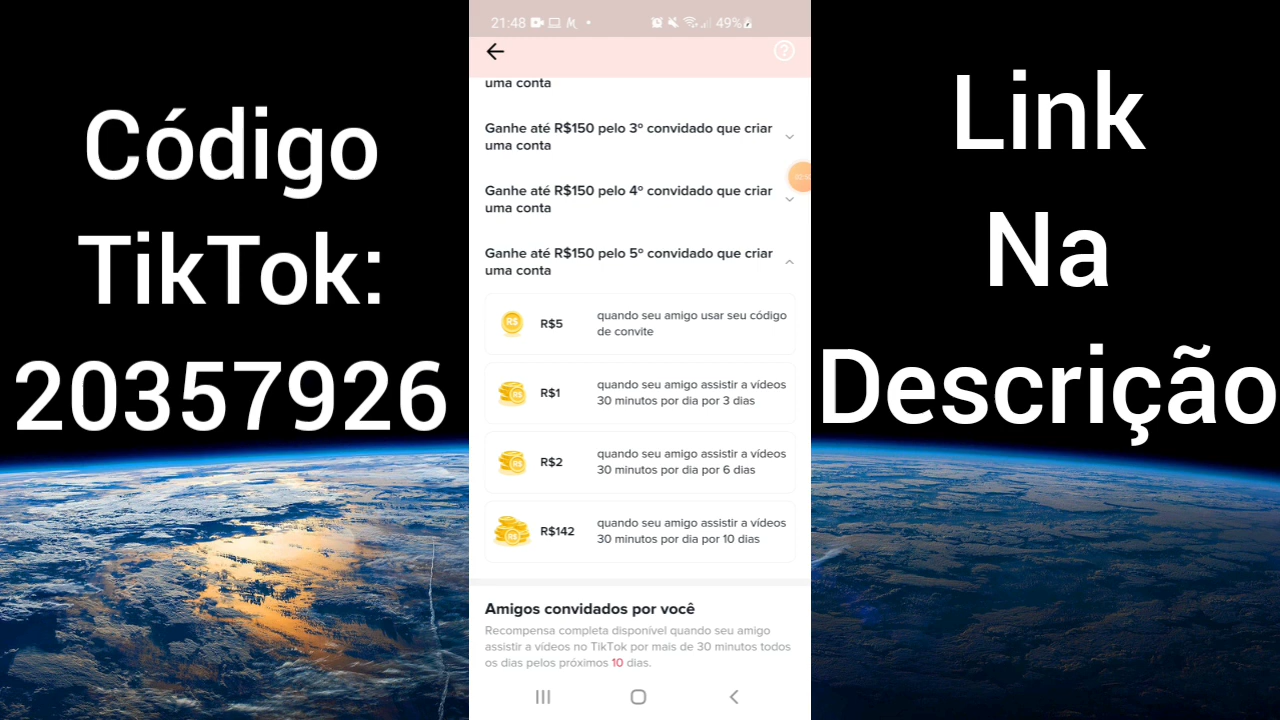 Código
TikTok:
20357926
21:48
49%
uma conta
Ganhe até R$150 pelo 3º convidado que criar
uma conta
Ganhe até R$150 pelo 4º convidado que criar
uma conta
Ganhe até R$150 pelo 5º convidado que criar
uma conta
R$5
quando seu amigo usar seu código
de convite
R$1
quando seu amigo assistir a vídeos
30 minutos por dia por 3 dias
R$2
quando seu amigo assistir a vídeos
30 minutos por dia por 6 dias
R$142
quando seu amigo assistir a vídeos
30 minutos por dia por 10 dias
Amigos convidados por você
Recompensa completa disponível quando seu amigo
assistir a vídeos no TikTok por mais de 30 minutos todos
os dias pelos próximos 10 dias.
Link
Na
Descrição